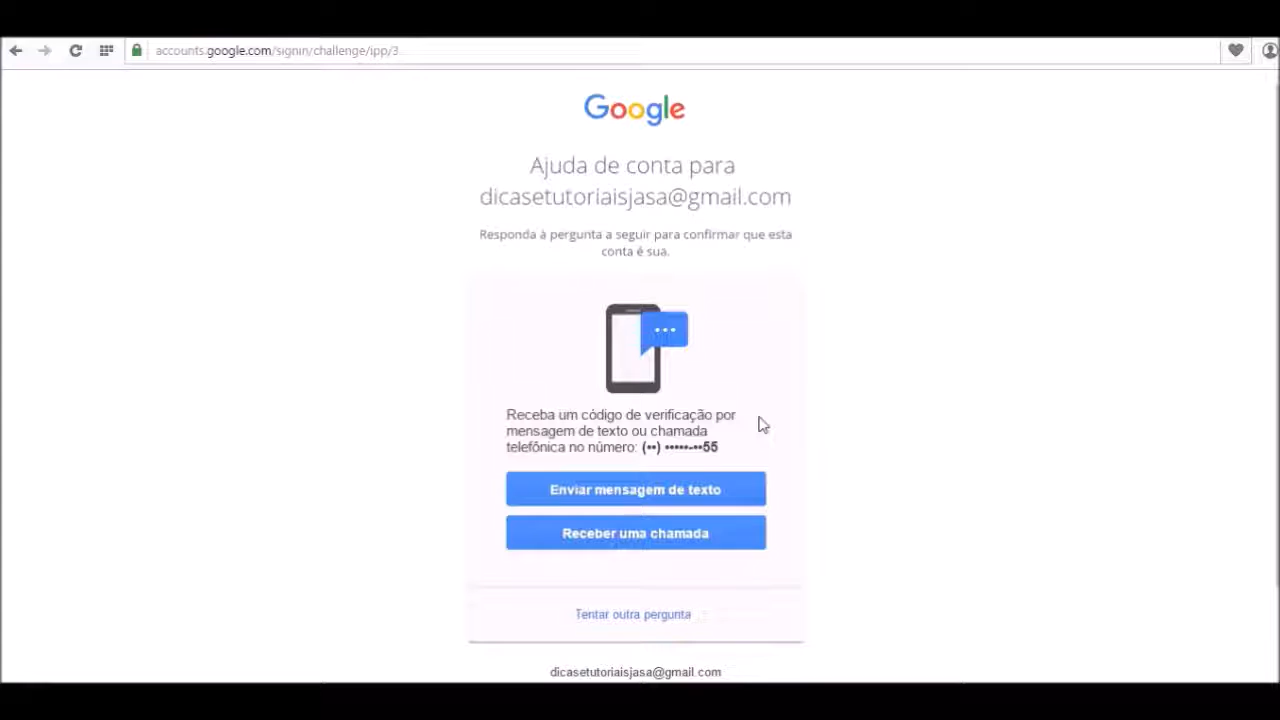 accounts.google.com/signin/challenge/ipp/3
Google
Ajuda de conta para
dicasetutoriaisjasa@gmail.com
Responda à pergunta a seguir para confirmar que esta
conta é sua.
Receba um código de verificação por
mensagem de texto ou chamada
telefônica no número: (••) •••••-••55
Enviar mensagem de texto
Receber uma chamada
Tentar outra pergunta
dicasetutoriaisjasa@gmail.com